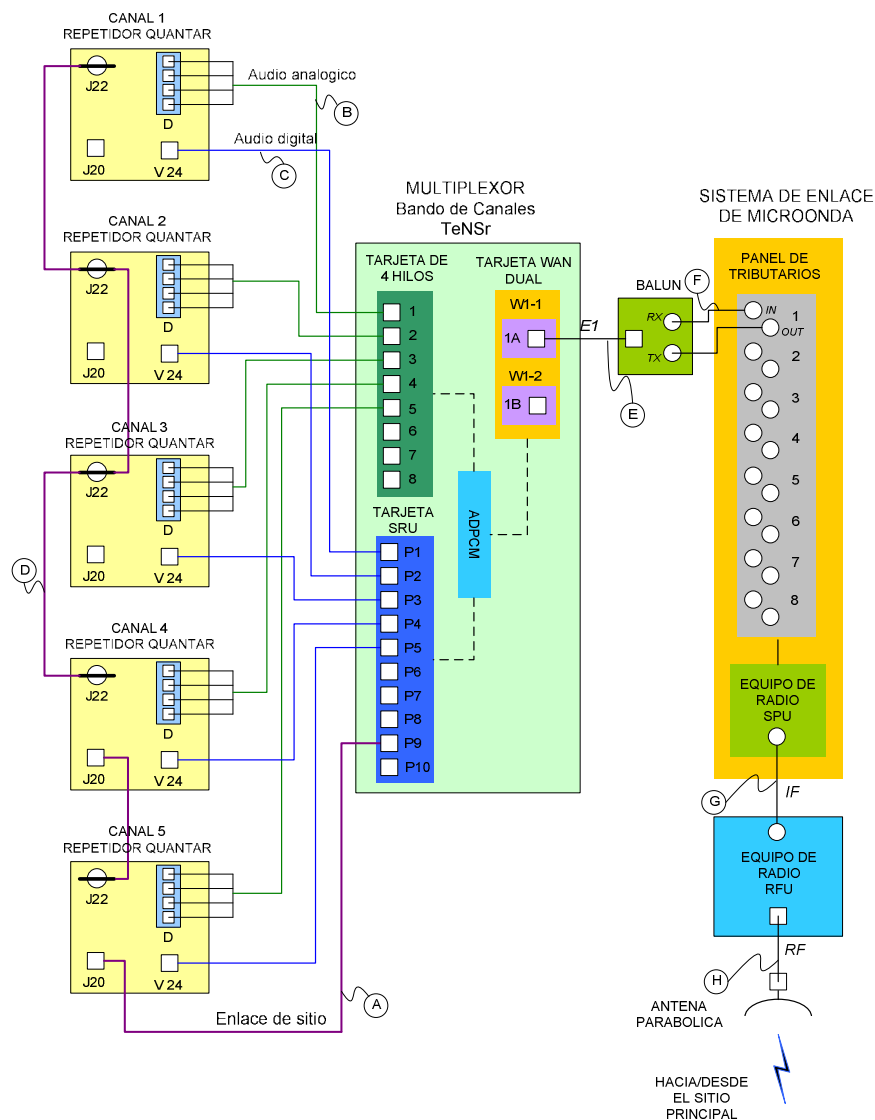 CANAL 1
REPETIDOR QUANTAR
J22
D
J20
V 24
Audio analogico
B
Audio digital
C
CANAL 2
REPETIDOR QUANTAR
J22
D
J20
V 24
CANAL 3
REPETIDOR QUANTAR
J22
D
J20
V 24
D
CANAL 4
REPETIDOR QUANTAR
J22
D
J20
V 24
CANAL 5
REPETIDOR QUANTAR
J22
D
J20
V 24
Enlace de sitio
A
MULTIPLEXOR
Bando de Canales
TeNSr
TARJETA DE
4 HILOS
1
2
3
4
5
6
7
8
TARJETA WAN
DUAL
W1-1
1A
W1-2
1B
ADPCM
TARJETA
SRU
P1
P2
P3
P4
P5
P6
P7
P8
P9
P10
E1
E
BALUN
RX
TX
F
SISTEMA DE ENLACE
DE MICROONDA
PANEL DE
TRIBUTARIOS
IN
OUT
1
2
3
4
5
6
7
8
EQUIPO DE
RADIO
SPU
G
IF
EQUIPO DE
RADIO
RFU
RF
H
ANTENA
PARABOLICA
HACIA/DESDE
EL SITIO
PRINCIPAL